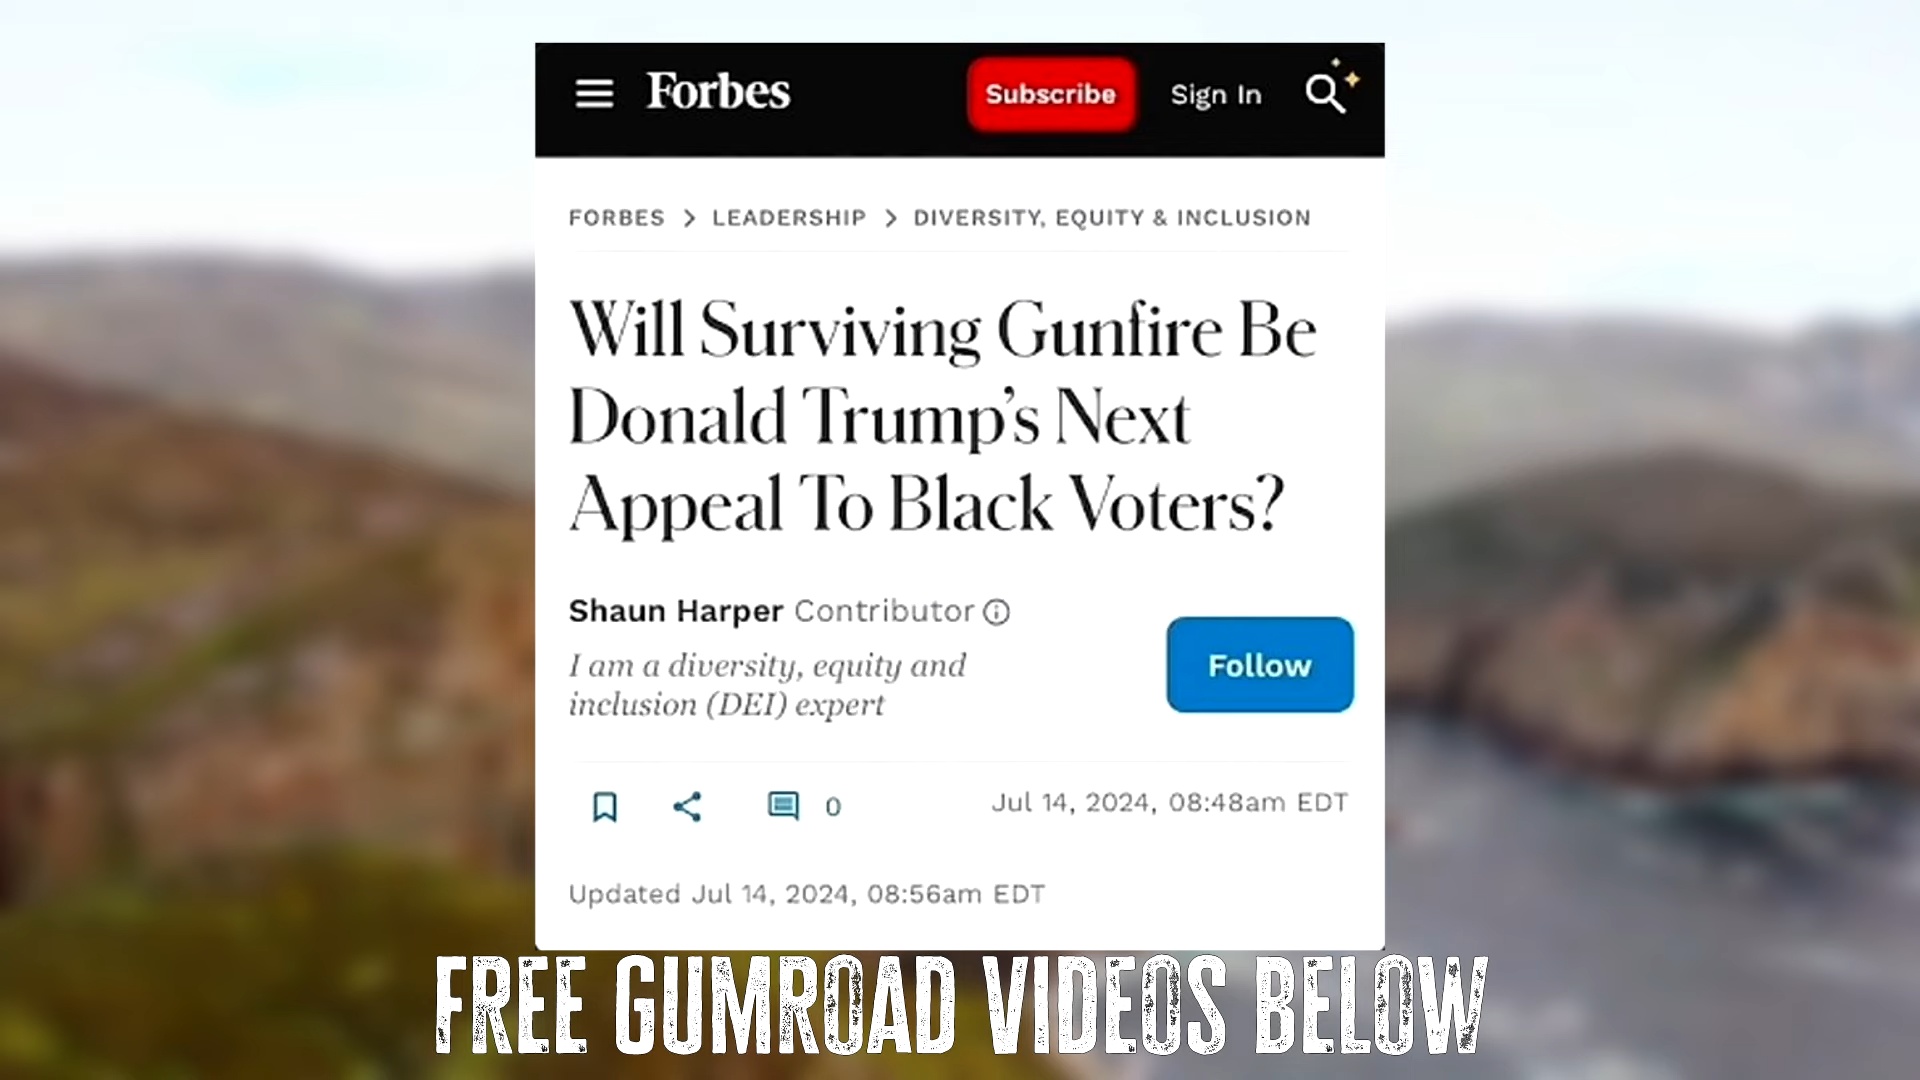 Forbes
Subscribe
Sign In
FORBES > LEADERSHIP > DIVERSITY, EQUITY & INCLUSION
Will Surviving Gunfire Be
Donald Trump's Next
Appeal To Black Voters?
Shaun Harper Contributor
I am a diversity, equity and
inclusion (DEI) expert
Follow
0
Jul 14, 2024, 08:48am EDT
Updated Jul 14, 2024, 08:56am EDT
FREE GUMROAD VIDEOS BELOW